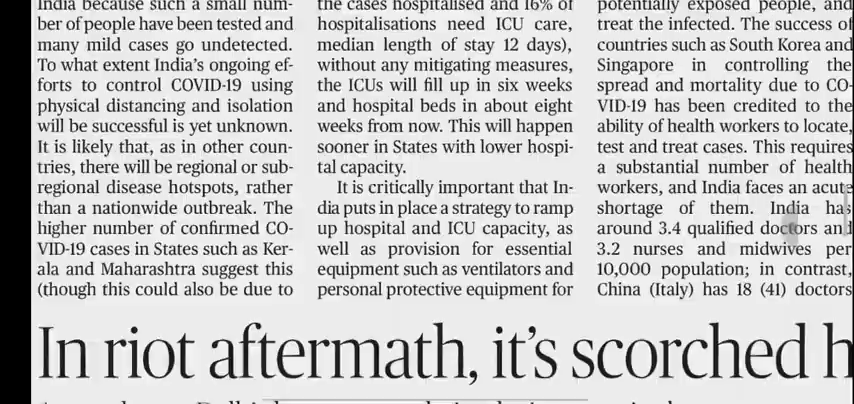 India because such a small num-
ber of people have been tested and
many mild cases go undetected.
To what extent India's ongoing ef-
forts to control COVID-19 using
physical distancing and isolation
will be successful is yet unknown.
It is likely that, as in other coun-
tries, there will be regional or sub-
regional disease hotspots, rather
than a nationwide outbreak. The
higher number of confirmed CO-
VID-19 cases in States such as Ker-
ala and Maharashtra suggest this
(though this could also be due to
the cases hospitalised and 16% of
hospitalisations need ICU care,
median length of stay 12 days),
without any mitigating measures,
the ICUs will fill up in six weeks
and hospital beds in about eight
weeks from now. This will happen
sooner in States with lower hospi-
tal capacity.
It is critically important that In-
dia puts in place a strategy to ramp
up hospital and ICU capacity, as
well as provision for essential
equipment such as ventilators and
personal protective equipment for
potentially exposed people, and
treat the infected. The success of
countries such as South Korea and
Singapore in controlling the
spread and mortality due to CO-
VID-19 has been credited to the
ability of health workers to locate,
test and treat cases. This requires
a substantial number of health
workers, and India faces an acute
shortage of them. India has
around 3.4 qualified doctors and
3.2 nurses and midwives per
10,000 population; in contrast,
China (Italy) has 18 (41) doctors
In riot aftermath, it's scorched h